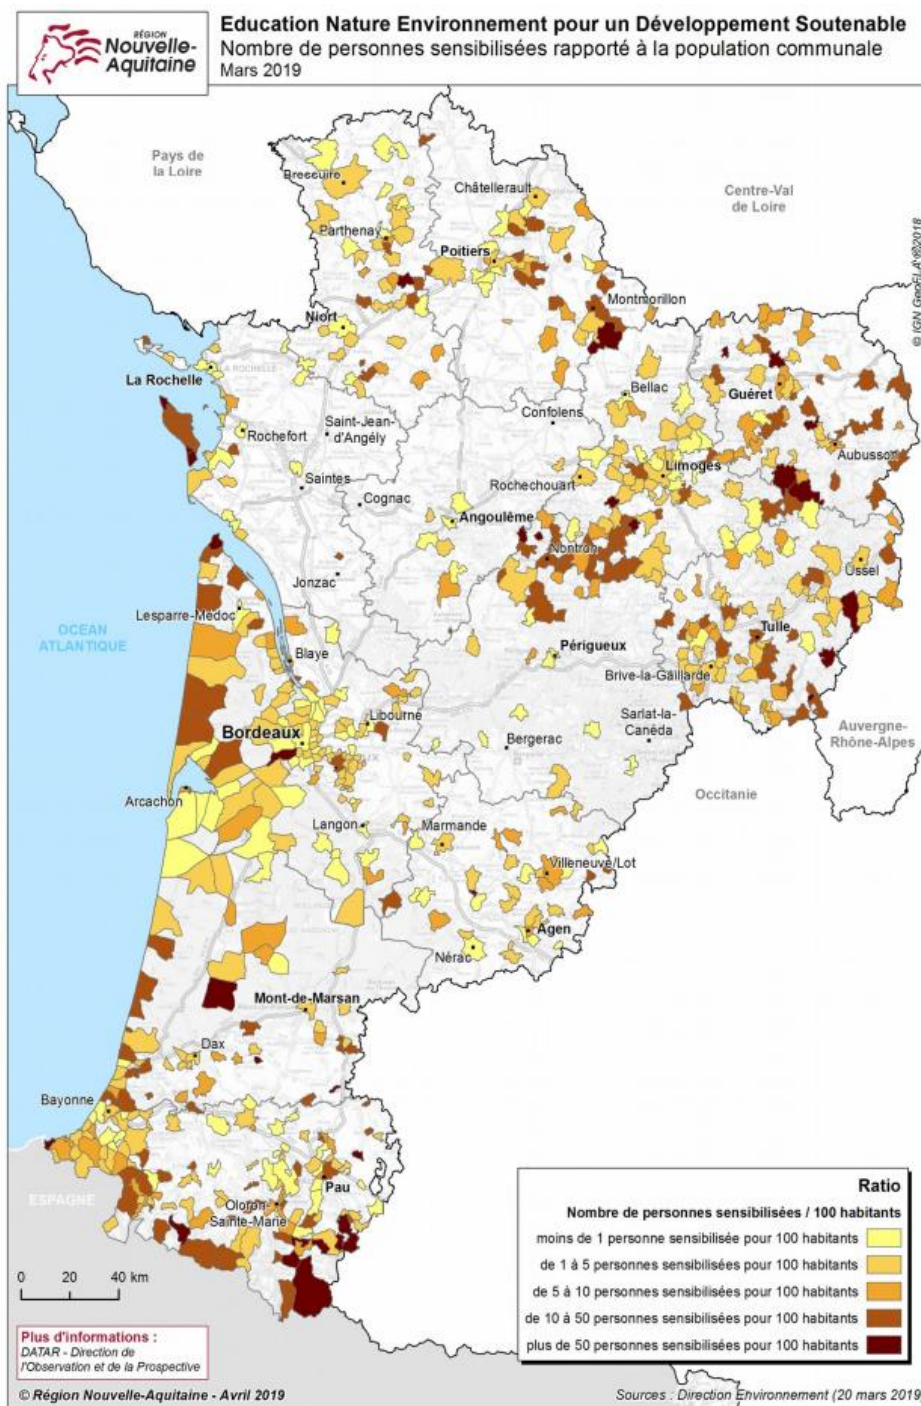 RÉGION
Nouvelle-
Aquitaine
Education Nature Environnement pour un Développement Soutenable
Nombre de personnes sensibilisées rapporté à la population communale
Mars 2019
Pays de
la Loire
Centre-Val
de Loire
© IGN GeoFLA®©2018
Bressuire
Châtellerault
Parthenay
Poitiers
Montmorillon
Niort
La Rochelle
LA ROCHELLE
Bellac
Guéret
Confolens
Rochefort
Saint-Jean-
d'Angély
Aubusson
Limoges
Saintes
Rochechouart
Cognac
Angoulême
Nontron
Ussel
Jonzac
Lesparre-Médoc
OCEAN
ATLANTIQUE
Blaye
Périgueux
Tulle
Brive-la-Gaillarde
Libourne
Bordeaux
Sarlat-la-
Canéda
Bergerac
Auvergne-
Rhône-Alpes
Occitanie
Arcachon
Langon
Marmande
Villeneuve/Lot
Agen
Nérac
Mont-de-Marsan
Dax
Bayonne
Pau
ESPAGNE
Oloron-
Sainte-Marie
0 20 40 km
Ratio
Nombre de personnes sensibilisées / 100 habitants
moins de 1 personne sensibilisée pour 100 habitants
de 1 à 5 personnes sensibilisées pour 100 habitants
de 5 à 10 personnes sensibilisées pour 100 habitants
de 10 à 50 personnes sensibilisées pour 100 habitants
plus de 50 personnes sensibilisées pour 100 habitants
Plus d'informations :
DATAR - Direction de
l'Observation et de la Prospective
© Région Nouvelle-Aquitaine - Avril 2019
Sources : Direction Environnement (20 mars 2019